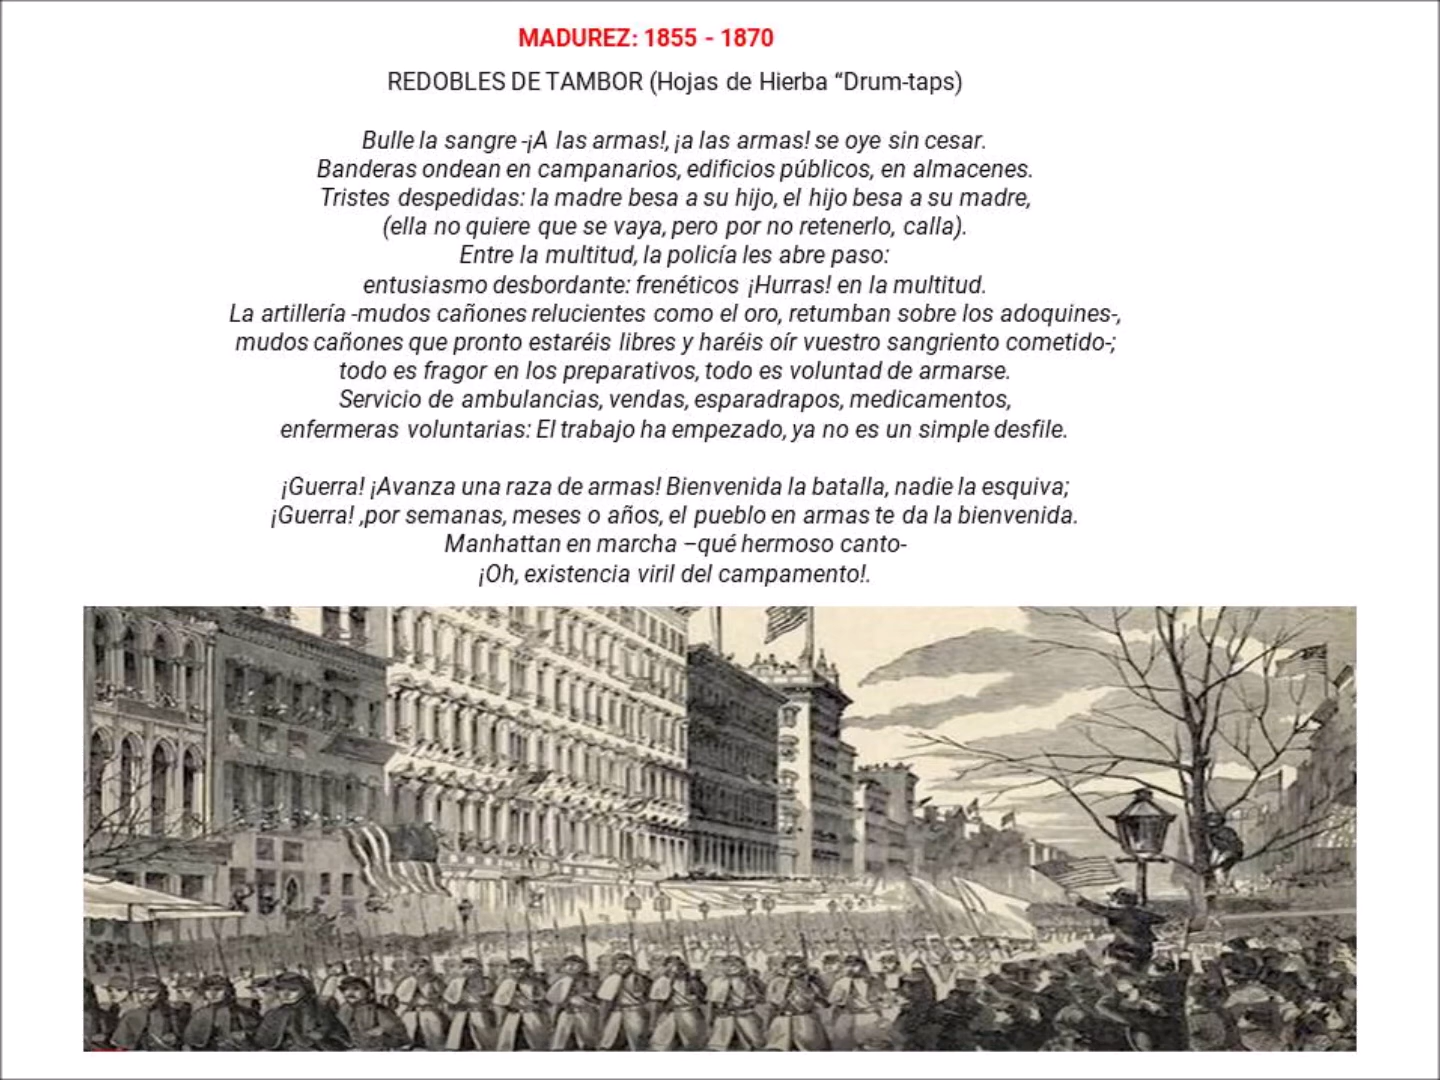 MADUREZ: 1855 - 1870
REDOBLES DE TAMBOR (Hojas de Hierba “Drum-taps)
Bulle la sangre -¡A las armas!, ¡a las armas! se oye sin cesar.
Banderas ondean en campanarios, edificios públicos, en almacenes.
Tristes despedidas: la madre besa a su hijo, el hijo besa a su madre,
(ella no quiere que se vaya, pero por no retenerlo, calla).
Entre la multitud, la policía les abre paso:
entusiasmo desbordante: frenéticos ¡Hurras! en la multitud.
La artillería -mudos cañones relucientes como el oro, retumban sobre los adoquines-,
mudos cañones que pronto estaréis libres y haréis oír vuestro sangriento cometido-;
todo es fragor en los preparativos, todo es voluntad de armarse.
Servicio de ambulancias, vendas, esparadrapos, medicamentos,
enfermeras voluntarias: El trabajo ha empezado, ya no es un simple desfile.
¡Guerra! ¡Avanza una raza de armas! Bienvenida la batalla, nadie la esquiva;
¡Guerra! ,por semanas, meses o años, el pueblo en armas te da la bienvenida.
Manhattan en marcha –qué hermoso canto-
¡Oh, existencia viril del campamento!.